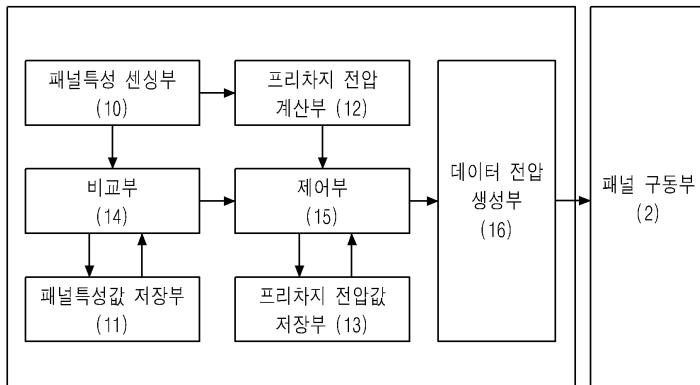 패널특성 센싱부
(10)
프리차지 전압
계산부 (12)
비교부
(14)
제어부
(15)
데이터 전압
생성부
(16)
패널 구동부
(2)
패널특성값 저장부
(11)
프리차지 전압값
저장부 (13)